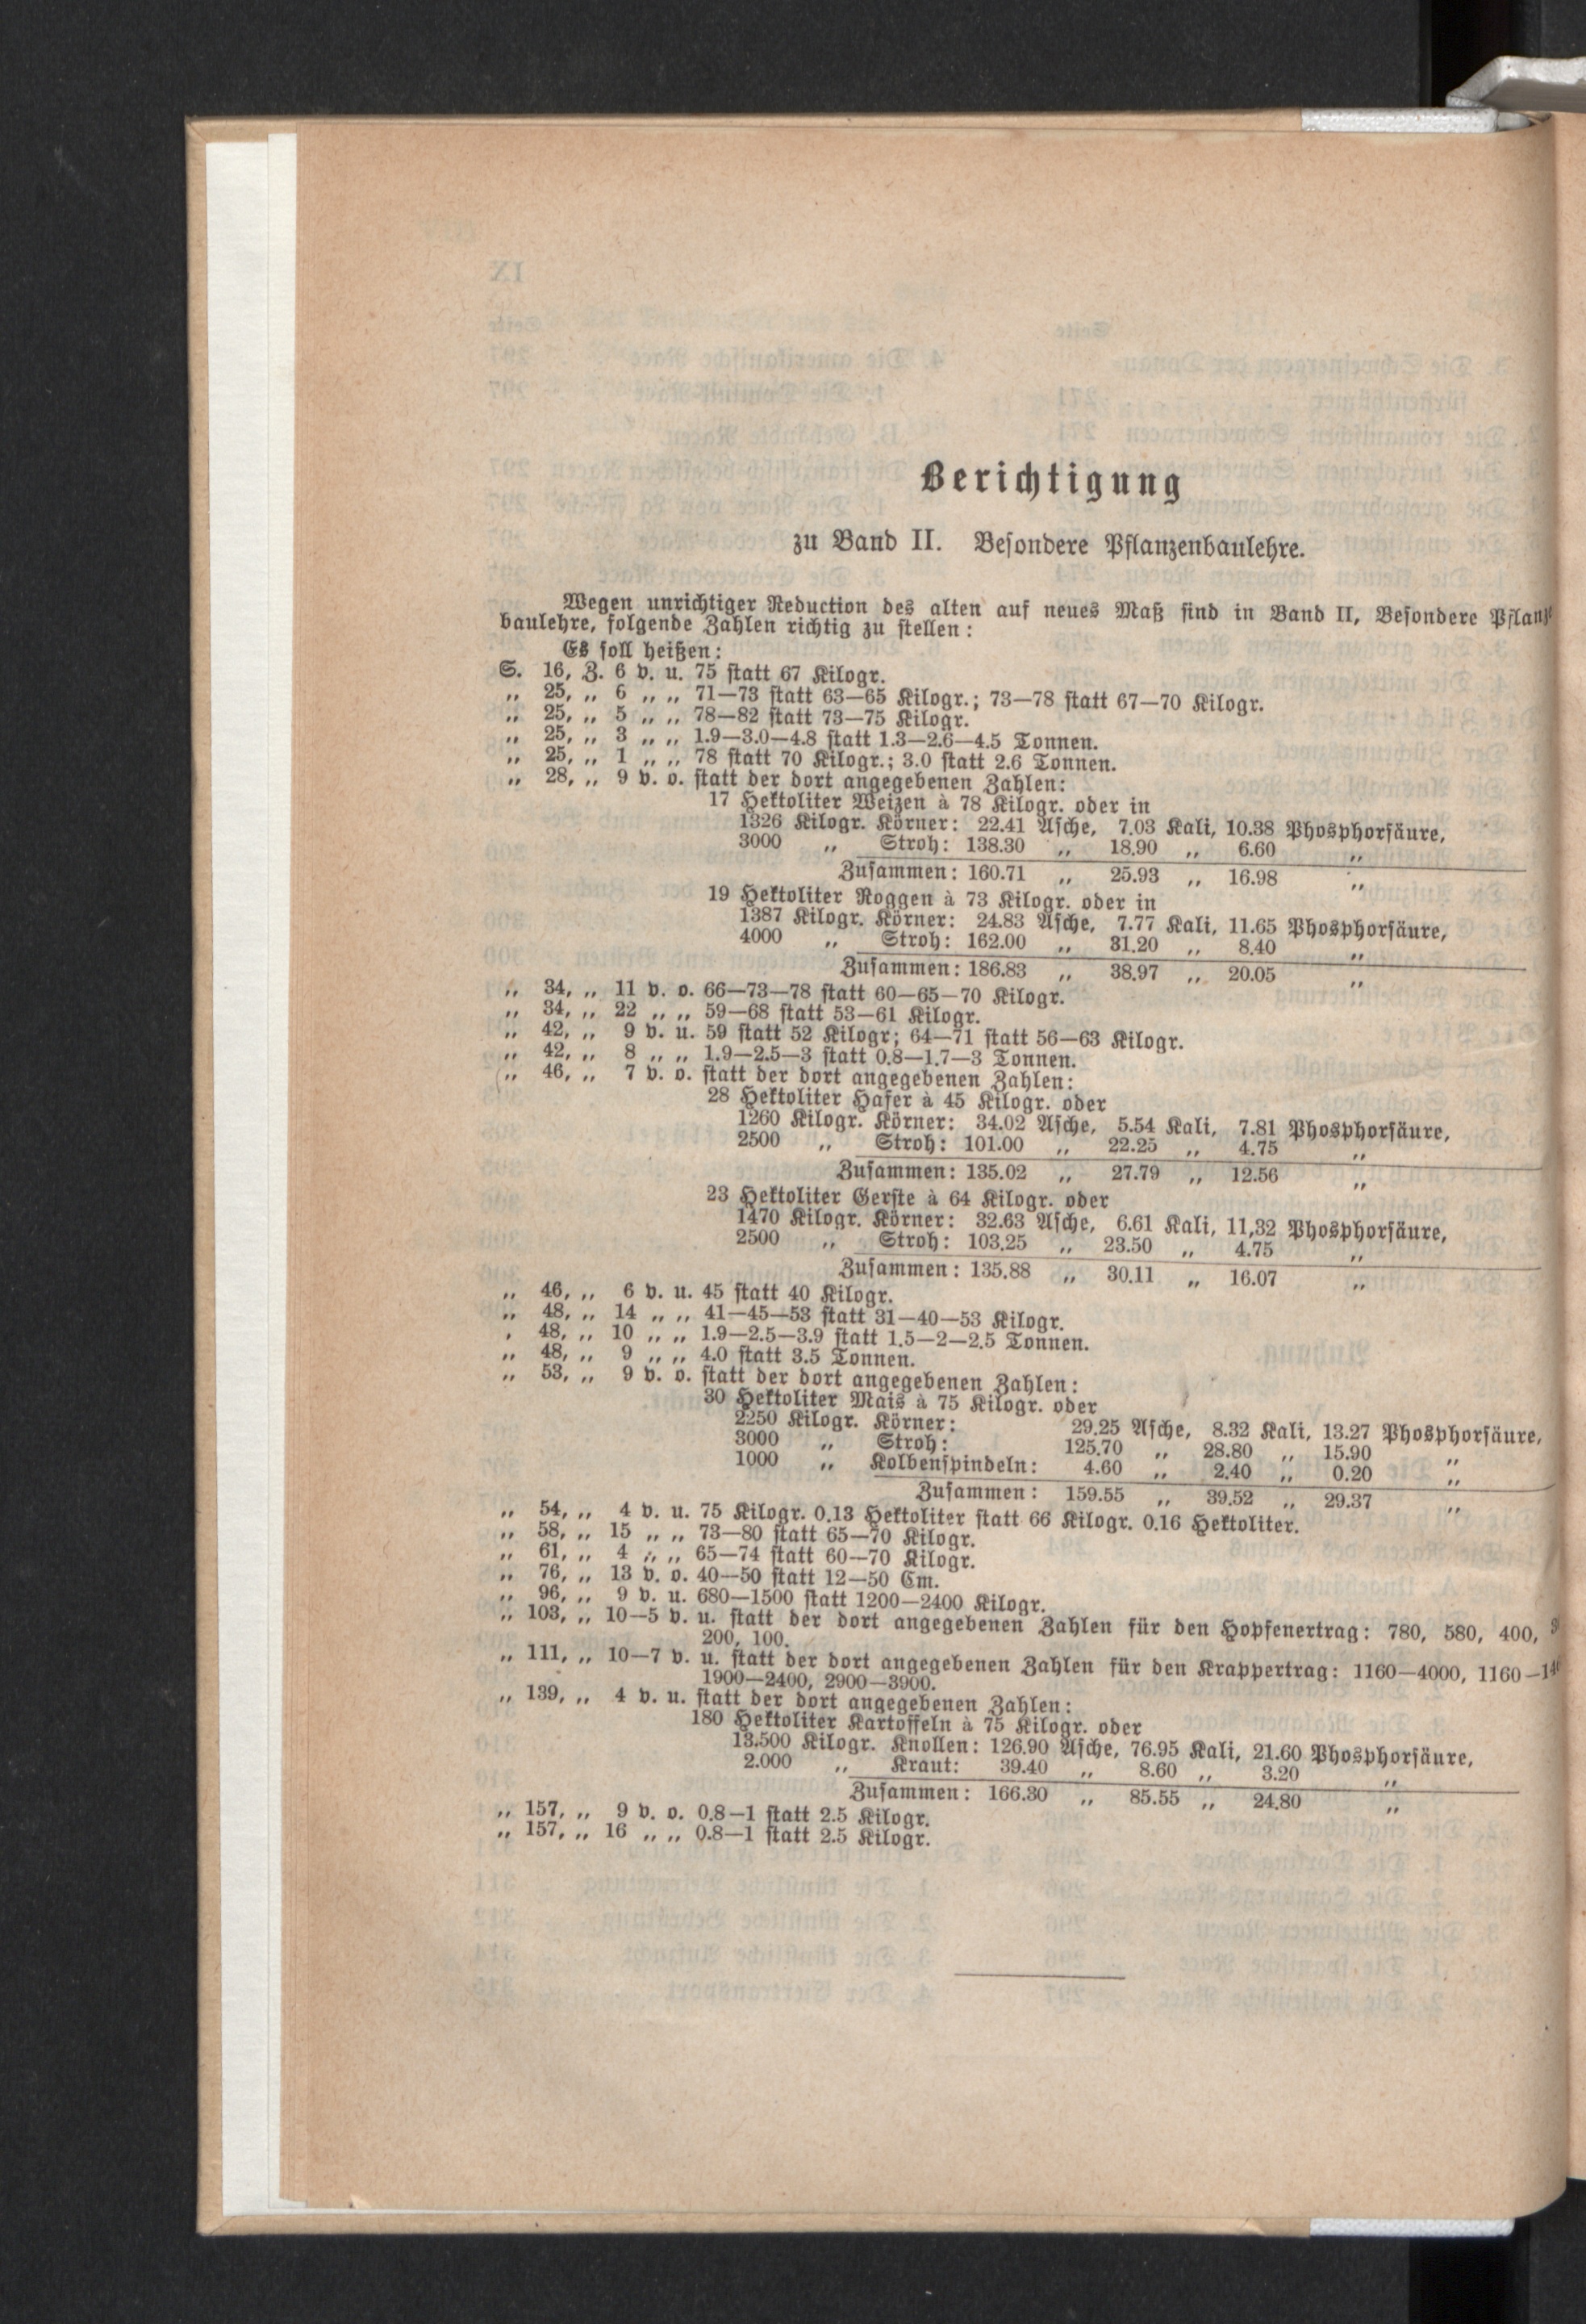 Berichtigung
zu Band II. Besondere Pflanzenbaulehre.
Wegen unrichtiger Reduction des alten auf neues Maß sind in Band II, Besondere
baulehre, folgende Zahlen richtig zu stellen:
Es soll heißen:
S. 16, Z. 6 v. u. 75 statt 67 Kilogr.
„ 25, „ 6 „ „ 71—73 statt 63—65 Kilogr.; 73—78 statt 67—70 Kilogr.
„ 25, „ 5 „ „ 78—82 statt 73—75 Kilogr.
„ 25, „ 3 „ „ 1.9—3.0—4.8 statt 1.3—2.6—4.5 Tonnen.
„ 25, „ 1 „ „ 78 statt 70 Kilogr.; 3.0 statt 2.6 Tonnen.
„ 28, „ 9 v. o. statt der dort angegebenen Zahlen:
17 Hektoliter Weizen à 78 Kilogr. oder in
1326 Kilogr. Körner: 22.41 Asche, 7.03 Kali, 10.38 Phosphorsäure,
3000 „ Stroh: 138.30 „ 18.90 „ 6.60 „
Zusammen: 160.71 „ 25.93 „ 16.98 „
19 Hektoliter Roggen à 73 Kilogr. oder in
1387 Kilogr. Körner: 24.83 Asche, 7.77 Kali, 11.65 Phosphorsäure,
4000 „ Stroh: 162.00 „ 31.20 „ 8.40 „
Zusammen: 186.83 „ 38.97 „ 20.05 „
„ 34, „ 11 v. o. 66—73—78 statt 60—65—70 Kilogr.
„ 34, „ 22 „ „ 59—68 statt 53—61 Kilogr.
„ 42, „ 9 v. u. 59 statt 52 Kilogr; 64—71 statt 56—63 Kilogr.
„ 42, „ 8 „ „ 1.9—2.5—3 statt 0.8—1.7—3 Tonnen.
„ 46, „ 7 v. o. statt der dort angegebenen Zahlen:
28 Hektoliter Hafer à 45 Kilogr. oder
1260 Kilogr. Körner: 34.02 Asche, 5.54 Kali, 7.81 Phosphorsäure,
2500 „ Stroh: 101.00 „ 22.25 „ 4.75 „
Zusammen: 135.02 „ 27.79 „ 12.56 „
23 Hektoliter Gerste à 64 Kilogr. oder
1470 Kilogr. Körner: 32.63 Asche, 6.61 Kali, 11,32 Phosphorsäure,
2500 „ Stroh: 103.25 „ 23.50 „ 4.75 „
Zusammen: 135.88 „ 30.11 „ 16.07 „
„ 46, „ 6 v. u. 45 statt 40 Kilogr.
„ 48, „ 14 „ „ 41—45—53 statt 31—40—53 Kilogr.
, 48, „ 10 „ „ 1.9—2.5—3.9 statt 1.5—2—2.5 Tonnen.
„ 48, „ 9 „ „ 4.0 statt 3.5 Tonnen.
„ 53, „ 9 v. o. statt der dort angegebenen Zahlen:
30 Hektoliter Mais à 75 Kilogr. oder
2250 Kilogr. Körner: 29.25 Asche, 8.32 Kali, 13.27 Phosphorsäure,
3000 „ Stroh: 125.70 „ 28.80 „ 15.90 „
1000 „ Kolbenspindeln: 4.60 „ 2.40 „ 0.20 „
Zusammen: 159.55 „ 39.52 „ 29.37 „
„ 54, „ 4 v. u. 75 Kilogr. 0.13 Hektoliter statt 66 Kilogr. 0.16 Hektoliter.
„ 58, „ 15 „ „ 73—80 statt 65—70 Kilogr.
„ 61, „ 4 „ „ 65—74 statt 60—70 Kilogr.
„ 76, „ 13 v. o. 40—50 statt 12—50 Cm.
„ 96, „ 9 v. u. 680—1500 statt 1200—2400 Kilogr.
„ 103, „ 10—5 v. u. statt der dort angegebenen Zahlen für den Hopfenertrag: 780, 580, 400,
200, 100.
„ 111, „ 10—7 v. u. statt der dort angegebenen Zahlen für den Krappertrag: 1160—4000,
1900—2400, 2900—3900.
„ 139, „ 4 v. u. statt der dort angegebenen Zahlen:
180 Hektoliter Kartoffeln à 75 Kilogr. oder
13.500 Kilogr. Knollen: 126.90 Asche, 76.95 Kali, 21.60 Phosphorsäure,
2.000 „ Kraut: 39.40 „ 8.60 „ 3.20 „
Zusammen: 166.30 „ 85.55 „ 24.80 „
„ 157, „ 9 v. o. 0.8—1 statt 2.5 Kilogr.
„ 157, „ 16 „ „ 0.8—1 statt 2.5 Kilogr.